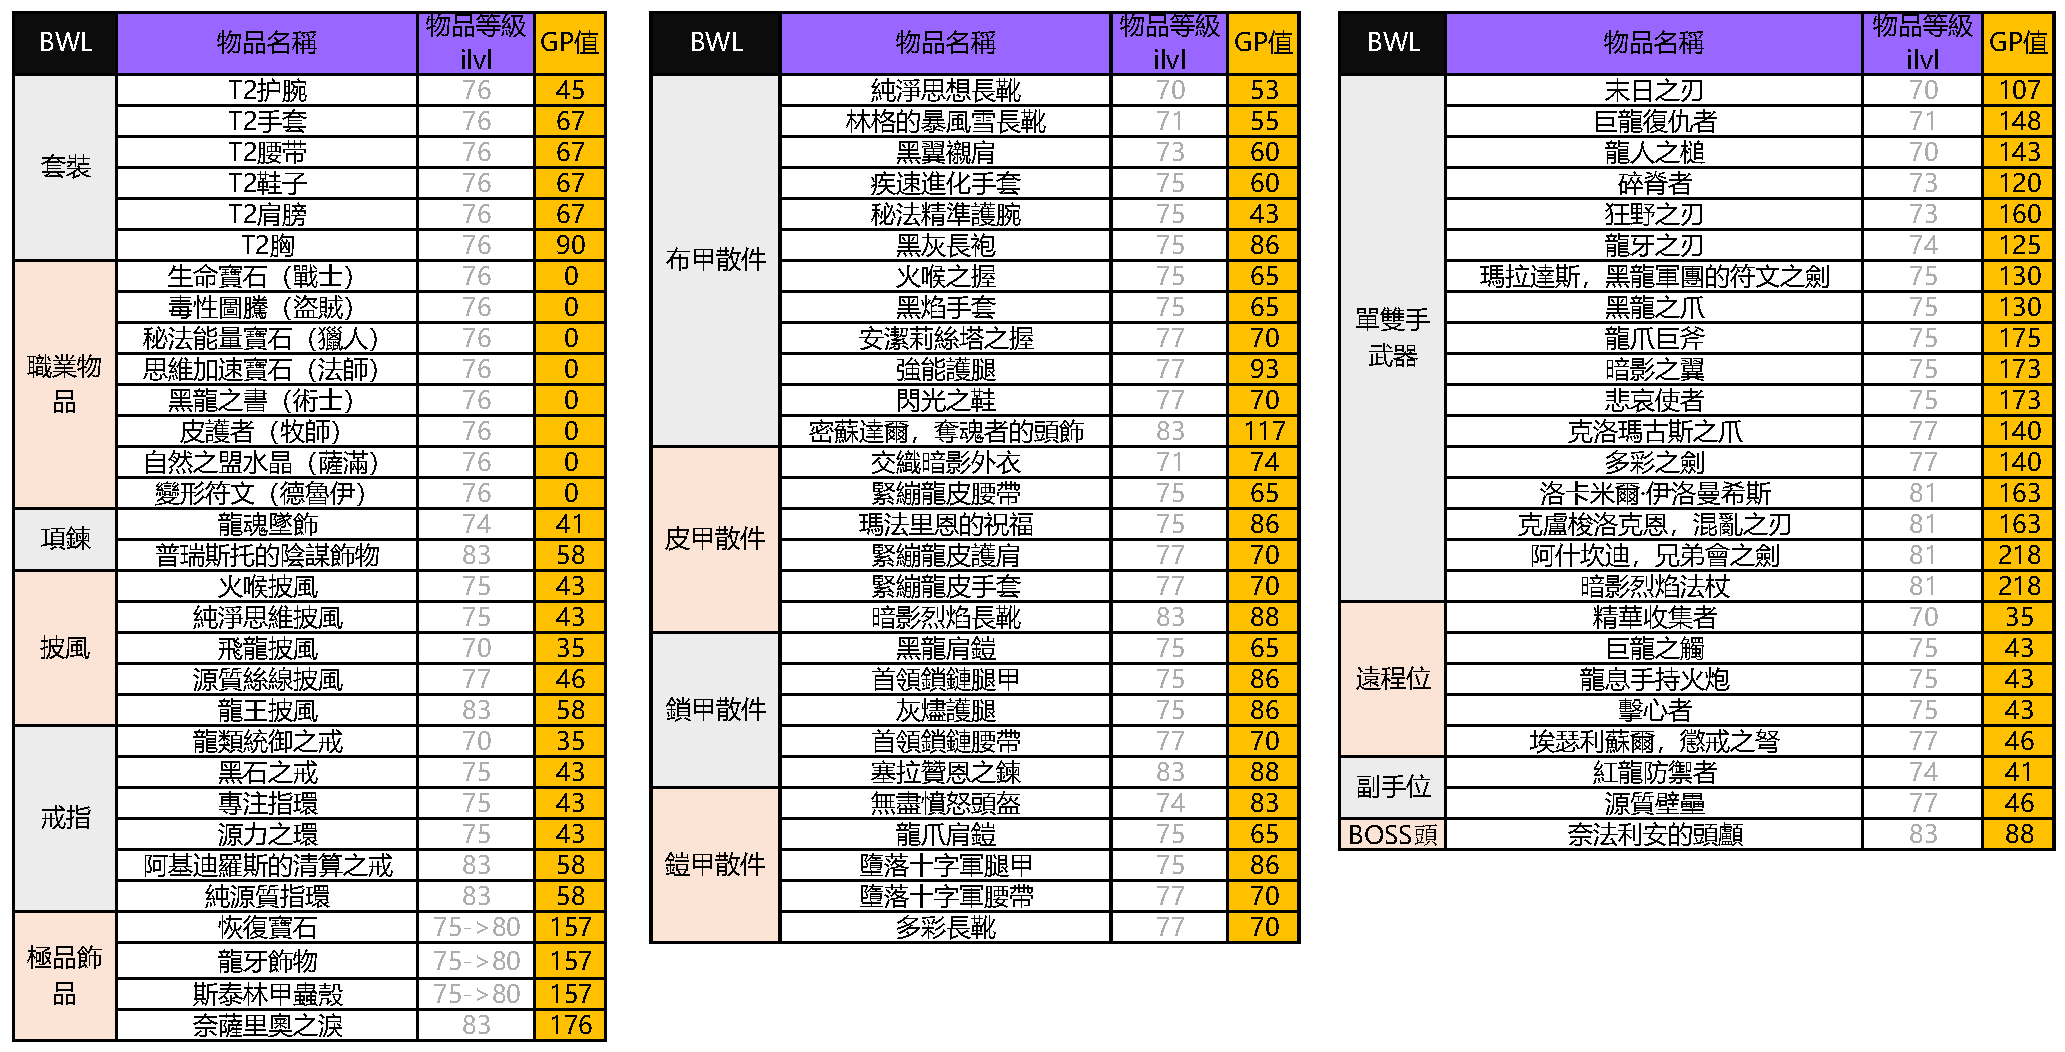 BWL 物品名稱 物品等級 ilvl GP值
套裝
T2护腕 76 45
T2手套 76 67
T2腰带 76 67
T2鞋子 76 67
T2肩膀 76 67
T2胸 76 90
職業物品
生命寶石（戰士） 76 0
毒性圖騰（盜賊） 76 0
秘法能量寶石（獵人） 76 0
思維加速寶石（法師） 76 0
黑龍之書（術士） 76 0
皮護者（牧師） 76 0
自然之盟水晶（薩滿） 76 0
變形符文（德魯伊） 76 0
項鍊
龍魂墜飾 74 41
普瑞斯托的陰謀飾物 83 58
披風
火喉披風 75 43
純淨思維披風 75 43
飛龍披風 70 35
源質絲線披風 77 46
龍王披風 83 58
戒指
龍類統御之戒 70 35
黑石之戒 75 43
專注指環 75 43
源力之環 75 43
阿基迪羅斯的清算之戒 83 58
純源質指環 83 58
極品飾品
恢復寶石 75->80 157
龍牙飾物 75->80 157
斯泰林甲蟲殼 75->80 157
奈薩里奧之淚 83 176
BWL 物品名稱 物品等級 ilvl GP值
布甲散件
純淨思想長靴 70 53
林格的暴風雪長靴 71 55
黑翼襯肩 73 60
疾速進化手套 75 60
秘法精準護腕 75 43
黑灰長袍 75 86
火喉之握 75 65
黑焰手套 75 65
安潔莉絲塔之握 77 70
強能護腿 77 93
閃光之鞋 77 70
密蘇達爾，奪魂者的頭飾 83 117
皮甲散件
交織暗影外衣 71 74
緊繃龍皮腰帶 75 65
瑪法里恩的祝福 75 86
緊繃龍皮護肩 77 70
緊繃龍皮手套 77 70
暗影烈焰長靴 83 88
鎖甲散件
黑龍肩鎧 75 65
首領鎖鏈腿甲 75 86
灰燼護腿 75 86
首領鎖鏈腰帶 77 70
塞拉贊恩之鍊 83 88
鎧甲散件
無盡憤怒頭盔 74 83
龍爪肩鎧 75 65
墮落十字軍腿甲 75 86
墮落十字軍腰帶 77 70
多彩長靴 77 70
BWL 物品名稱 物品等級 ilvl GP值
單雙手武器
末日之刃 70 107
巨龍復仇者 71 148
龍人之槌 70 143
碎脊者 73 120
狂野之刃 73 160
龍牙之刃 74 125
瑪拉達斯，黑龍軍團的符文之劍 75 130
黑龍之爪 75 130
龍爪巨斧 75 175
暗影之翼 75 173
悲哀使者 75 173
克洛瑪古斯之爪 77 140
多彩之劍 77 140
洛卡米爾·伊洛曼希斯 81 163
克盧梭洛克恩，混亂之刃 81 163
阿什坎迪，兄弟會之劍 81 218
暗影烈焰法杖 81 218
遠程位
精華收集者 70 35
巨龍之觸 75 43
龍息手持火炮 75 43
擊心者 75 43
埃瑟利蘇爾，懲戒之弩 77 46
副手位
紅龍防禦者 74 41
源質壁壘 77 46
BOSS頭
奈法利安的頭顱 83 88